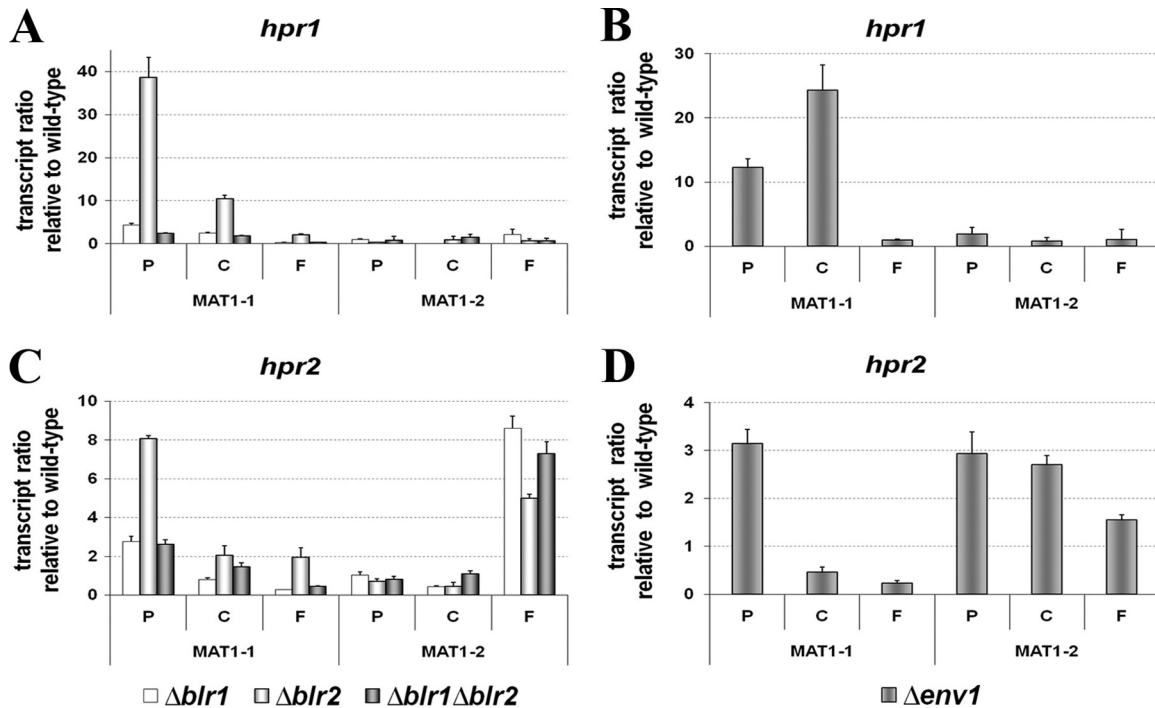 A
hpr1
transcript ratio
relative to wild-type
40
30
20
10
0
P C F P C F
MAT1-1 MAT1-2
B
hpr1
transcript ratio
relative to wild-type
30
20
10
0
P C F P C F
MAT1-1 MAT1-2
C
hpr2
transcript ratio
relative to wild-type
10
8
6
4
2
0
P C F P C F
MAT1-1 MAT1-2
Δblr1 Δblr2 Δblr1Δblr2
D
hpr2
transcript ratio
relative to wild-type
4
3
2
1
0
P C F P C F
MAT1-1 MAT1-2
Δenv1